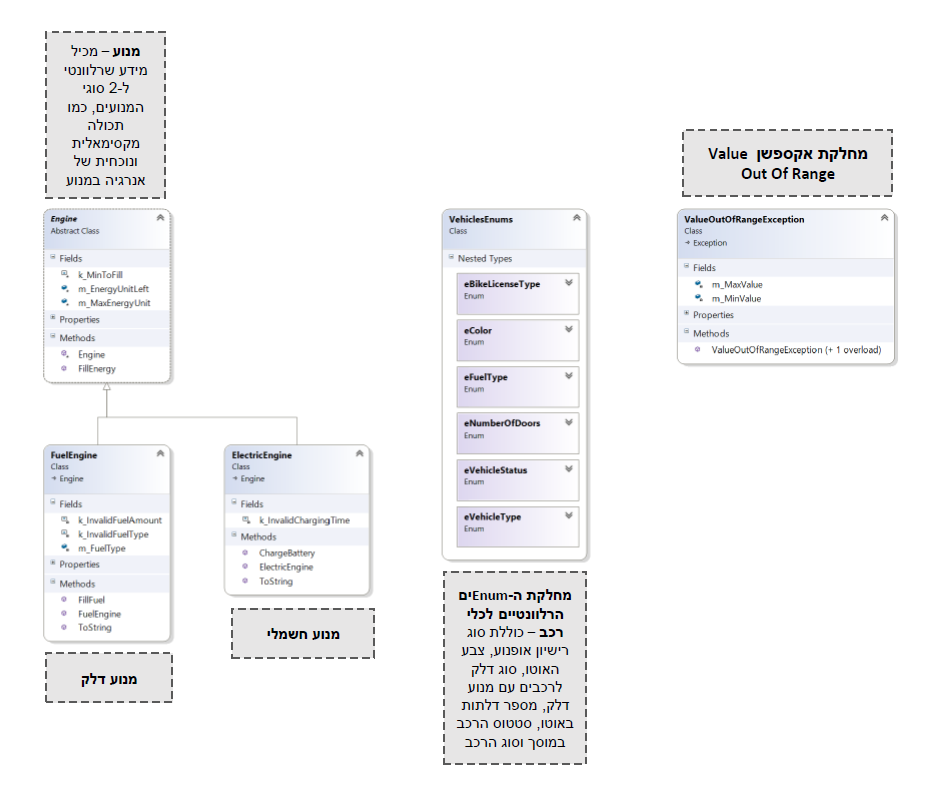 מנוע – מכיל
מידע שרלוונטי
ל-2 סוגי
המנועים, כמו
תכולה
מקסימאלית
ונוכחית של
אנרגיה במנוע
Engine
Abstract Class
Fields
k_MinToFill
m_EnergyUnitLeft
m_MaxEnergyUnit
Properties
Methods
Engine
FillEnergy
FuelEngine
Class
Engine
Fields
k_InvalidFuelAmount
k_InvalidFuelType
m_FuelType
Properties
Methods
FillFuel
FuelEngine
ToString
מנוע דלק
ElectricEngine
Class
Engine
Fields
k_InvalidChargingTime
Methods
ChargeBattery
ElectricEngine
ToString
מנוע חשמלי
VehiclesEnums
Class
Nested Types
eBikeLicenseType
Enum
eColor
Enum
eFuelType
Enum
eNumberOfDoors
Enum
eVehicleStatus
Enum
eVehicleType
Enum
מחלקת ה-Enumים
הרלוונטיים לכלי
רכב – כוללת סוג
רישיון אופנוע, צבע
האוטו, סוג דלק
לרכבים עם מנוע
דלק, מספר דלתות
באוטו, סטטוס הרכב
במוסך וסוג הרכב
מחלקת אקספשן Value
Out Of Range
ValueOutOfRangeException
Class
Exception
Fields
m_MaxValue
m_MinValue
Properties
Methods
ValueOutOfRangeException (+ 1 overload)